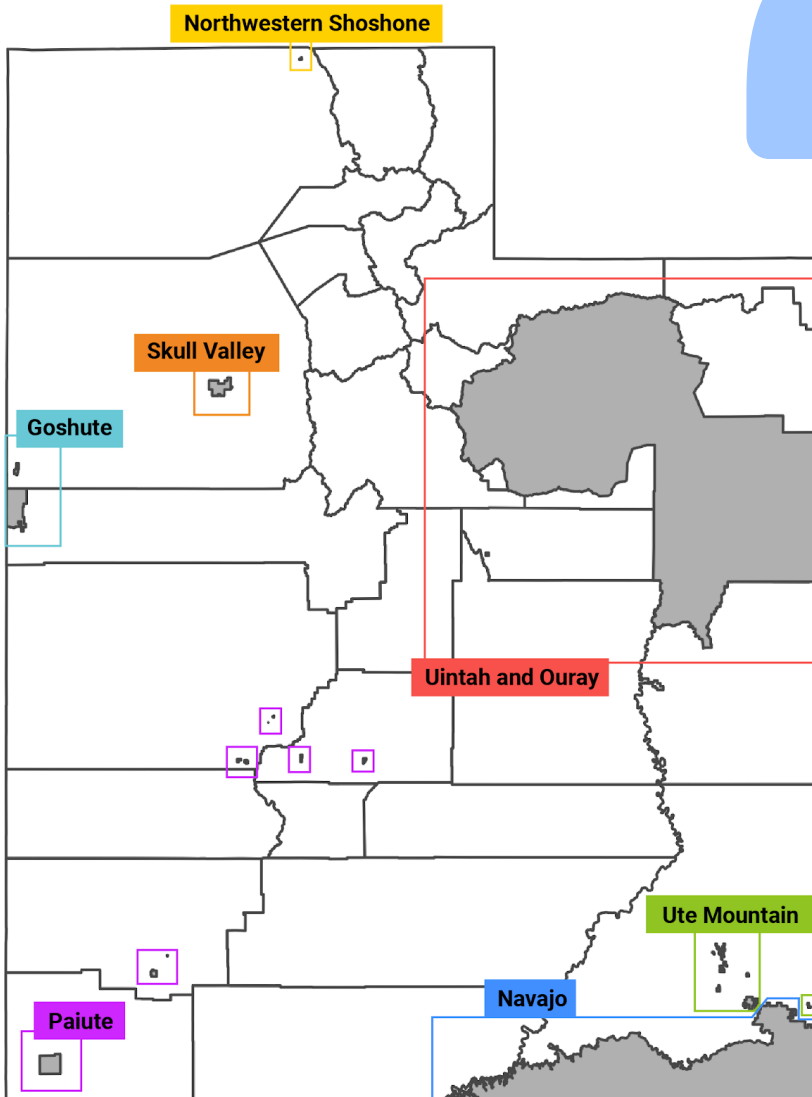 Northwestern Shoshone
Skull Valley
Goshute
Uintah and Ouray
Ute Mountain
Navajo
Paiute